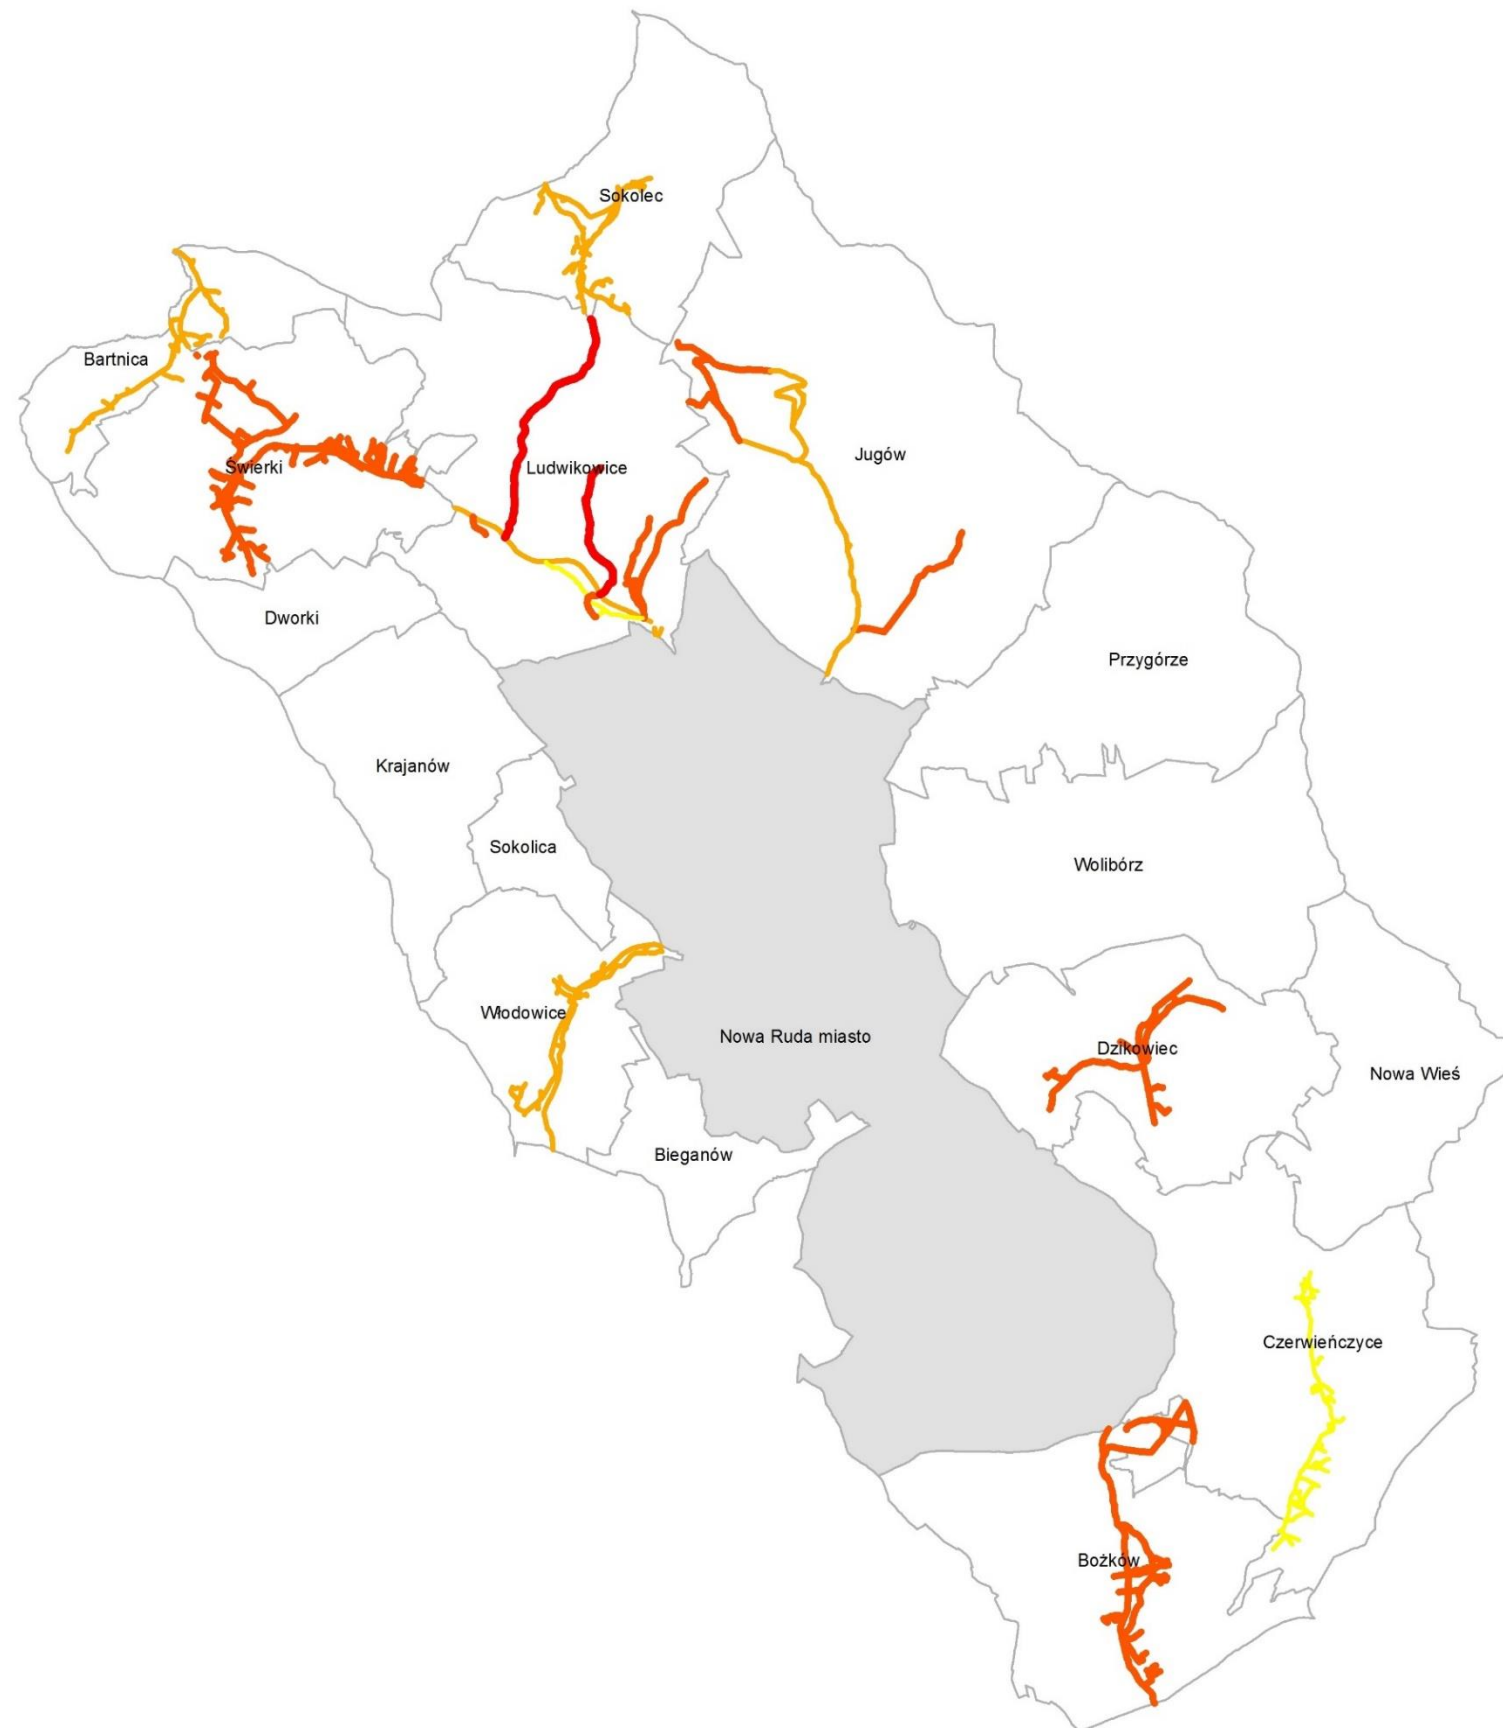 Sokolec
Bartnica
Jugów
Świerki
Ludwikowice
Dworki
Przygórze
Krajanów
Sokolica
Wolibórz
Włodowice
Nowa Ruda miasto
Dzikowiec
Nowa Wieś
Bieganów
Czerwieńczyce
Bożków